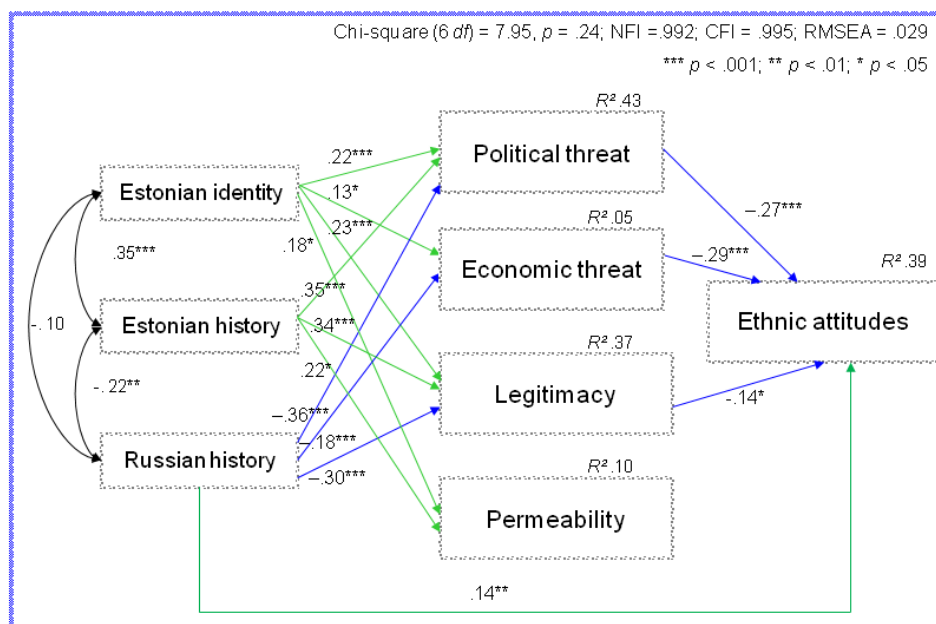 Chi-square (6 df) = 7.95, p = .24; NFI =.992; CFI = .995; RMSEA = .029
*** p < .001; ** p < .01; * p < .05
R² .43
Political threat
.22***
Estonian identity
.13*
–.27***
.23***
R² .05
.18*
.35***
Economic threat
–.29***
R² .39
.35***
Ethnic attitudes
Estonian history
-.10
.34***
R² .37
.22*
Legitimacy
-.22**
-.14*
–.36***
–.18***
Russian history
–.30***
R² .10
Permeability
.14**